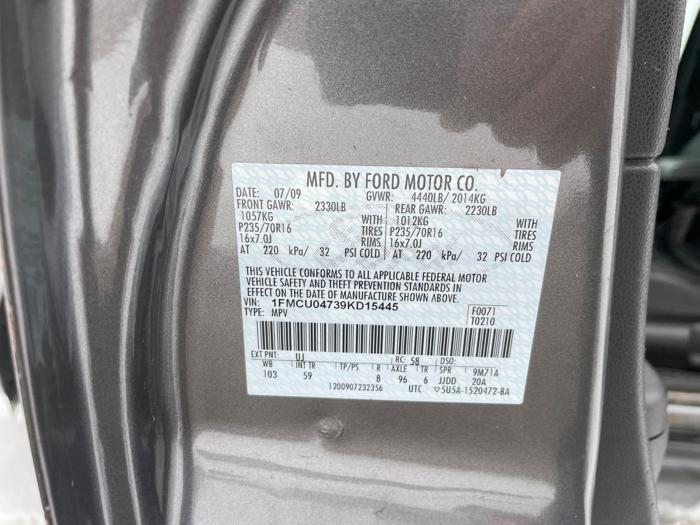 MFD. BY FORD MOTOR CO.
DATE: 07/09 GVWR: 4440LB/ 2014KG
FRONT GAWR: 2330LB REAR GAWR: 2230LB
1057KG WITH 1012KG WITH
P235/70R16 TIRES P235/70R16 TIRES
16x7.0J RIMS 16x7.0J RIMS
AT 220 kPa/ 32 PSI COLD AT 220 kPa/ 32 PSI COLD
THIS VEHICLE CONFORMS TO ALL APPLICABLE FEDERAL MOTOR
VEHICLE SAFETY AND THEFT PREVENTION STANDARDS IN
EFFECT ON THE DATE OF MANUFACTURE SHOWN ABOVE.
VIN: 1FMCU04739KD15445 F0071
TYPE: MPV T0210
EXT PNT: UJ RC: 58 DSO:
WB INT TR TP/PS R AXLE TR SPR 9M71A
103 59 8 96 6 JJDD 20A
1200907232356 UTC ▽5U5A-1520472-BA